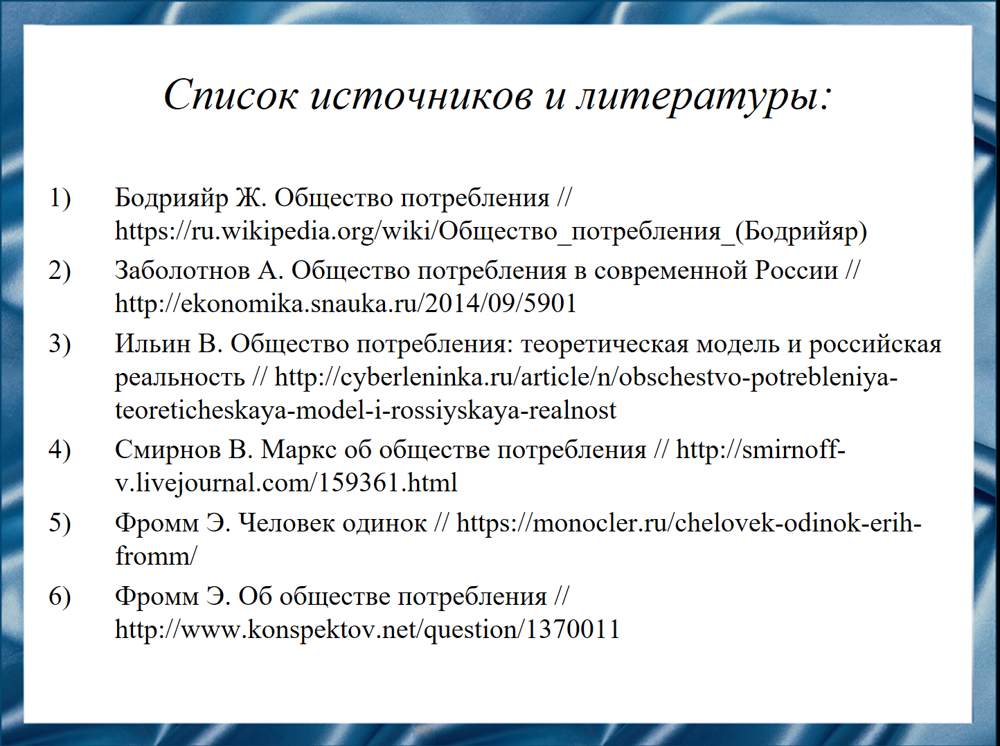 Список источников и литературы:
1) Бодрияйр Ж. Общество потребления //
https://ru.wikipedia.org/wiki/Общество_потребления_(Бодрийяр)
2) Заболотнов А. Общество потребления в современной России //
http://ekonomika.snauka.ru/2014/09/5901
3) Ильин В. Общество потребления: теоретическая модель и российская
реальность // http://cyberleninka.ru/article/n/obschestvo-potrebleniya-
teoreticheskaya-model-i-rossiyskaya-realnost
4) Смирнов В. Маркс об обществе потребления // http://smirnoff-
v.livejournal.com/159361.html
5) Фромм Э. Человек одинок // https://monocler.ru/chelovek-odinok-erih-
fromm/
6) Фромм Э. Об обществе потребления //
http://www.konspektov.net/question/1370011